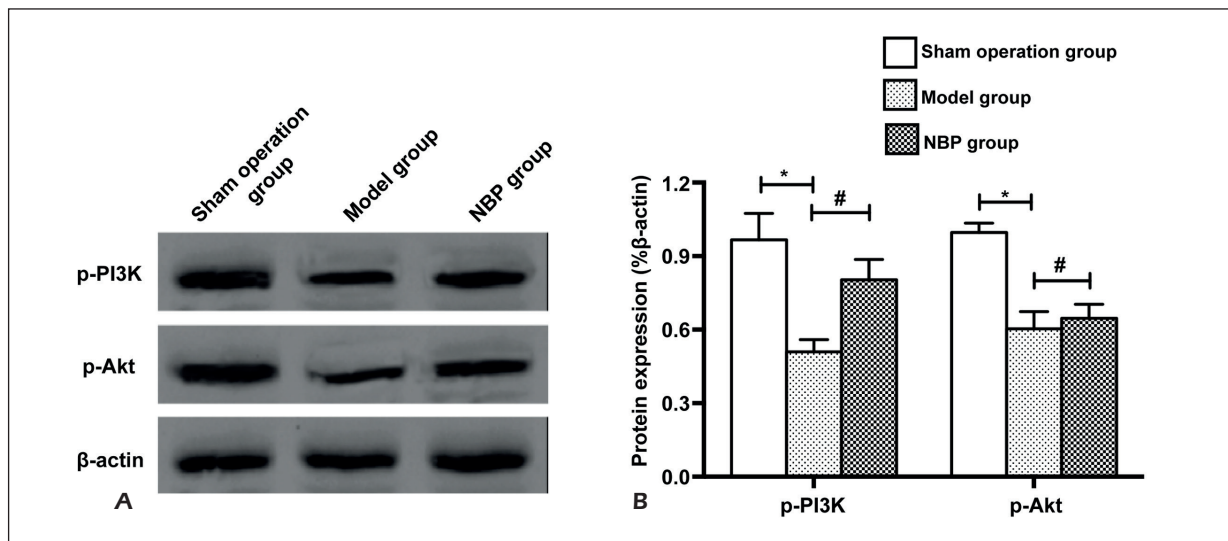 Sham operation
group
Model group
NBP group
p-PI3K
p-Akt
β-actin
A
Sham operation group
Model group
NBP group
Protein expression (%β-actin)
1.2
0.9
0.6
0.3
0.0
*
#
*
#
p-PI3K
p-Akt
B